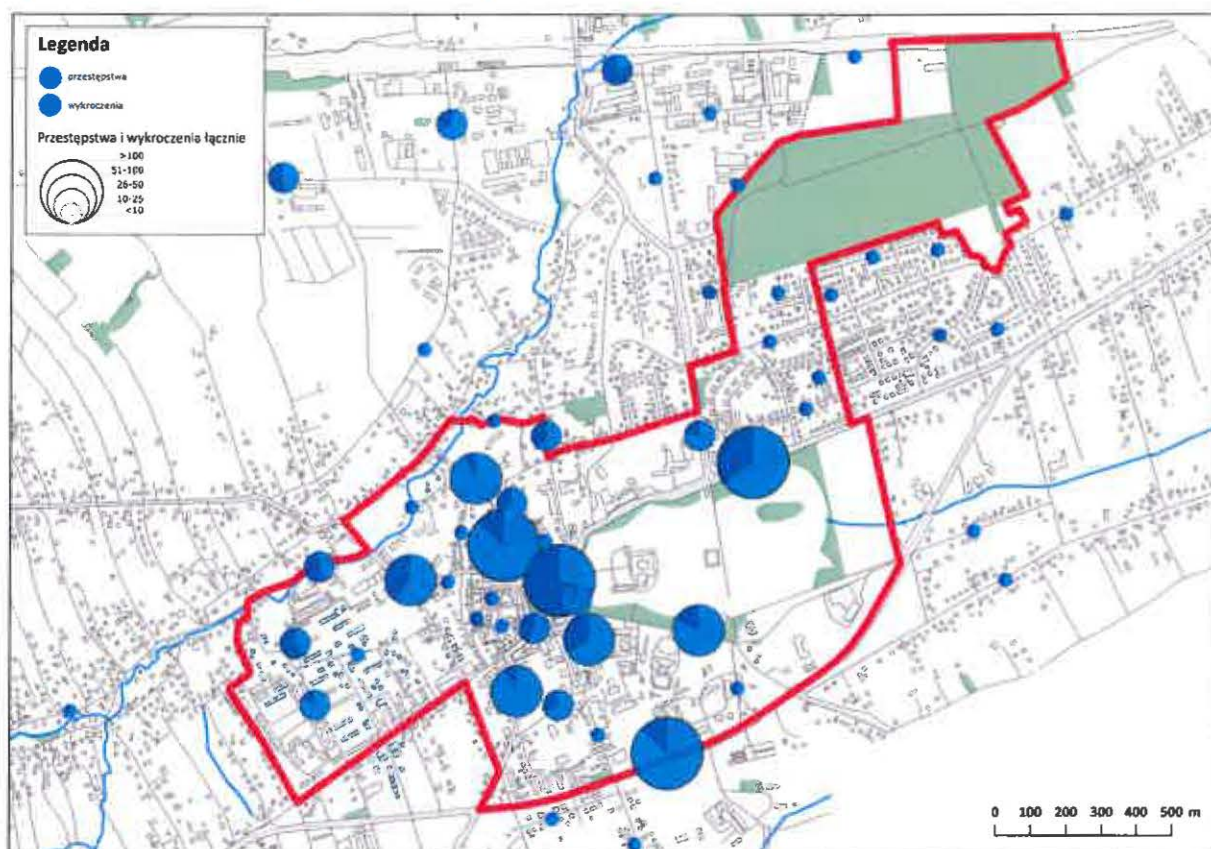 Legenda
przestępstwa
wykroczenia
Przestępstwa i wykroczenia łącznie
>100
51-100
26-50
10-25
<10
0 100 200 300 400 500 m